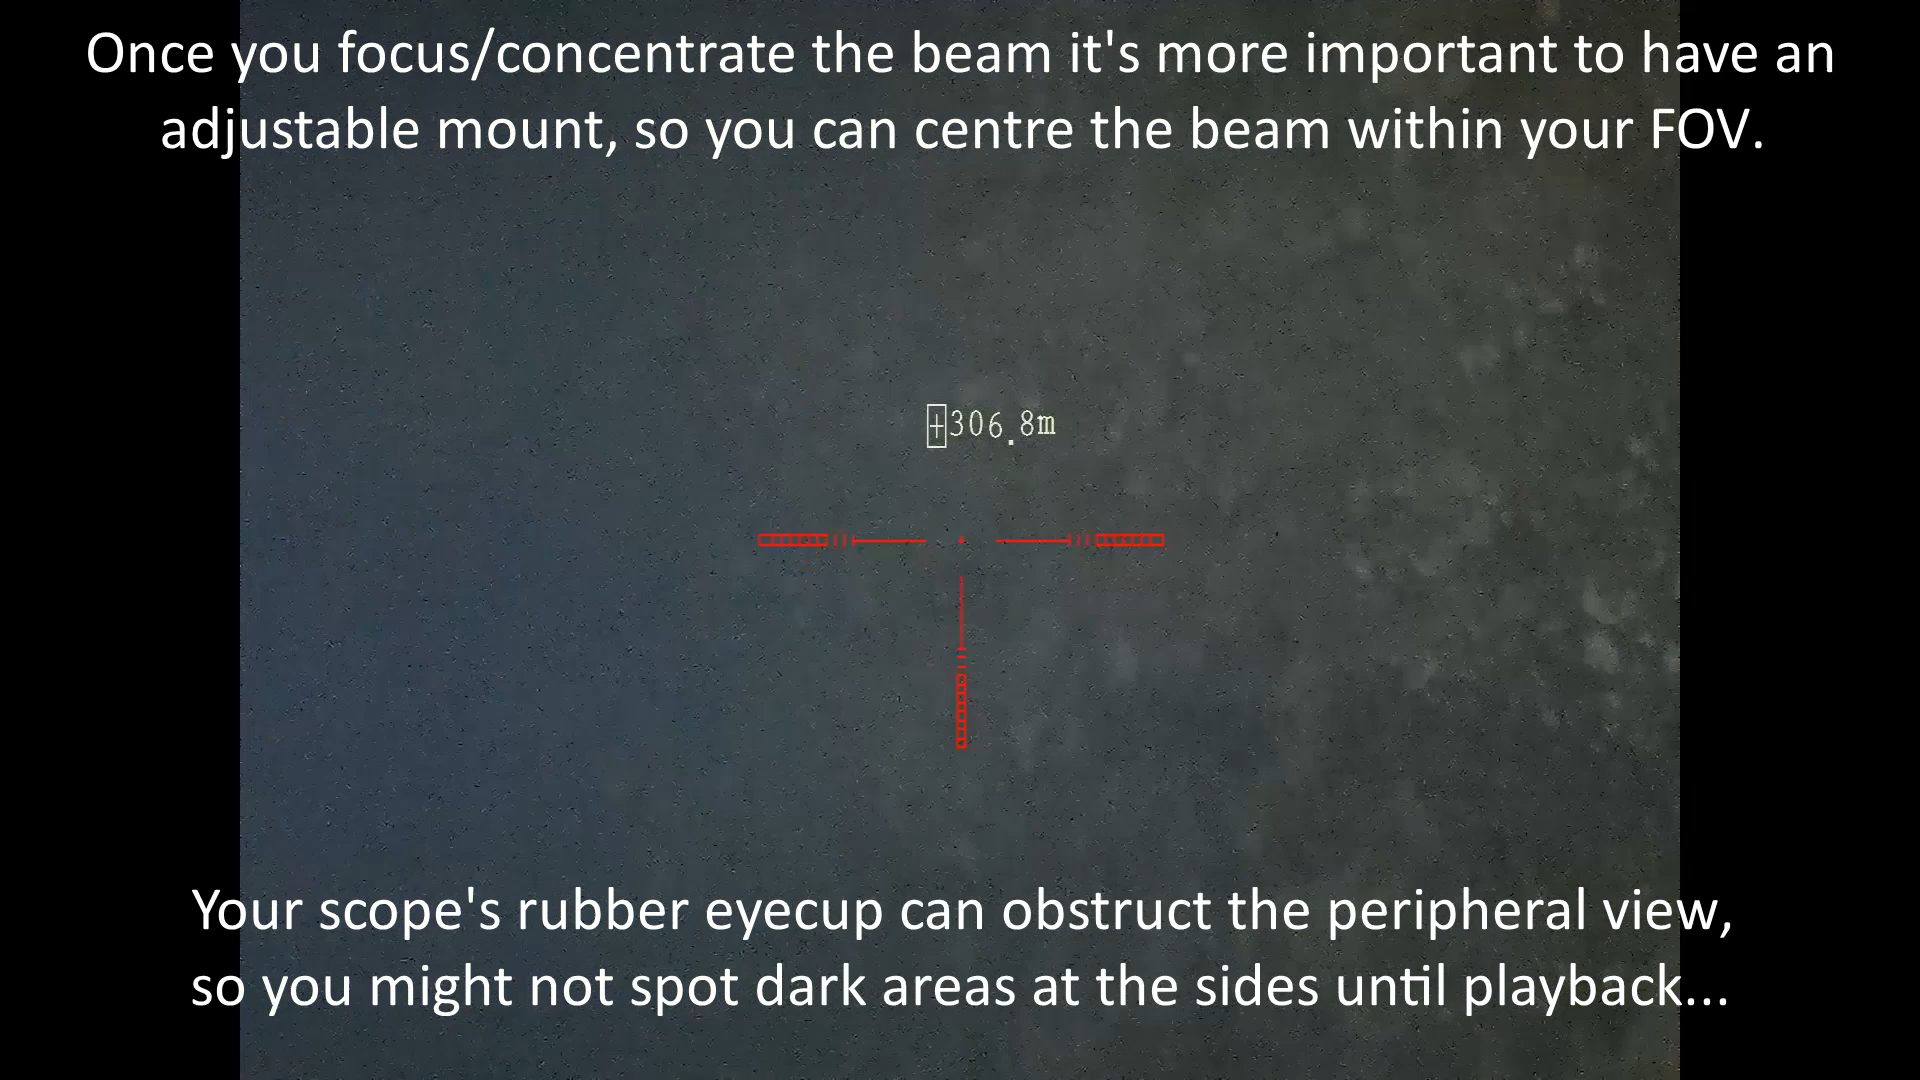 Once you focus/concentrate the beam it's more important to have an
adjustable mount, so you can centre the beam within your FOV.
+306.8m
Your scope's rubber eyecup can obstruct the peripheral view,
so you might not spot dark areas at the sides until playback...